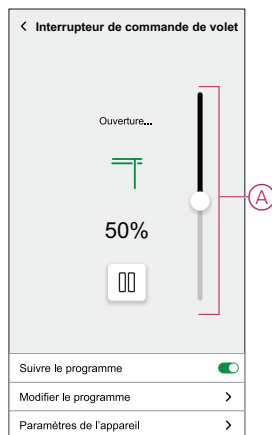 Interrupteur de commande de volet
Ouverture...
50%
A
Suivre le programme
Modifier le programme
Paramètres de l'appareil